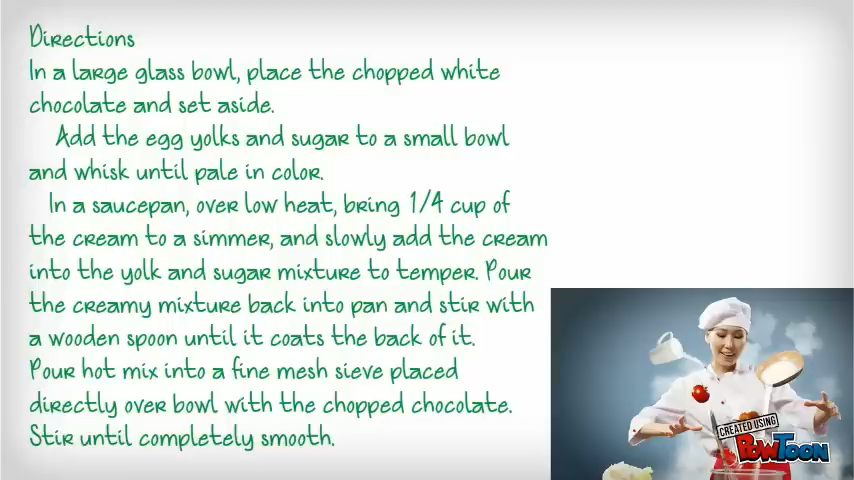 Directions
In a large glass bowl, place the chopped white
chocolate and set aside.
Add the egg yolks and sugar to a small bowl
and whisk until pale in color.
In a saucepan, over low heat, bring 1/4 cup of
the cream to a simmer, and slowly add the cream
into the yolk and sugar mixture to temper. Pour
the creamy mixture back into pan and stir with
a wooden spoon until it coats the back of it.
Pour hot mix into a fine mesh sieve placed
directly over bowl with the chopped chocolate.
Stir until completely smooth.
CREATED USING
POWTOON